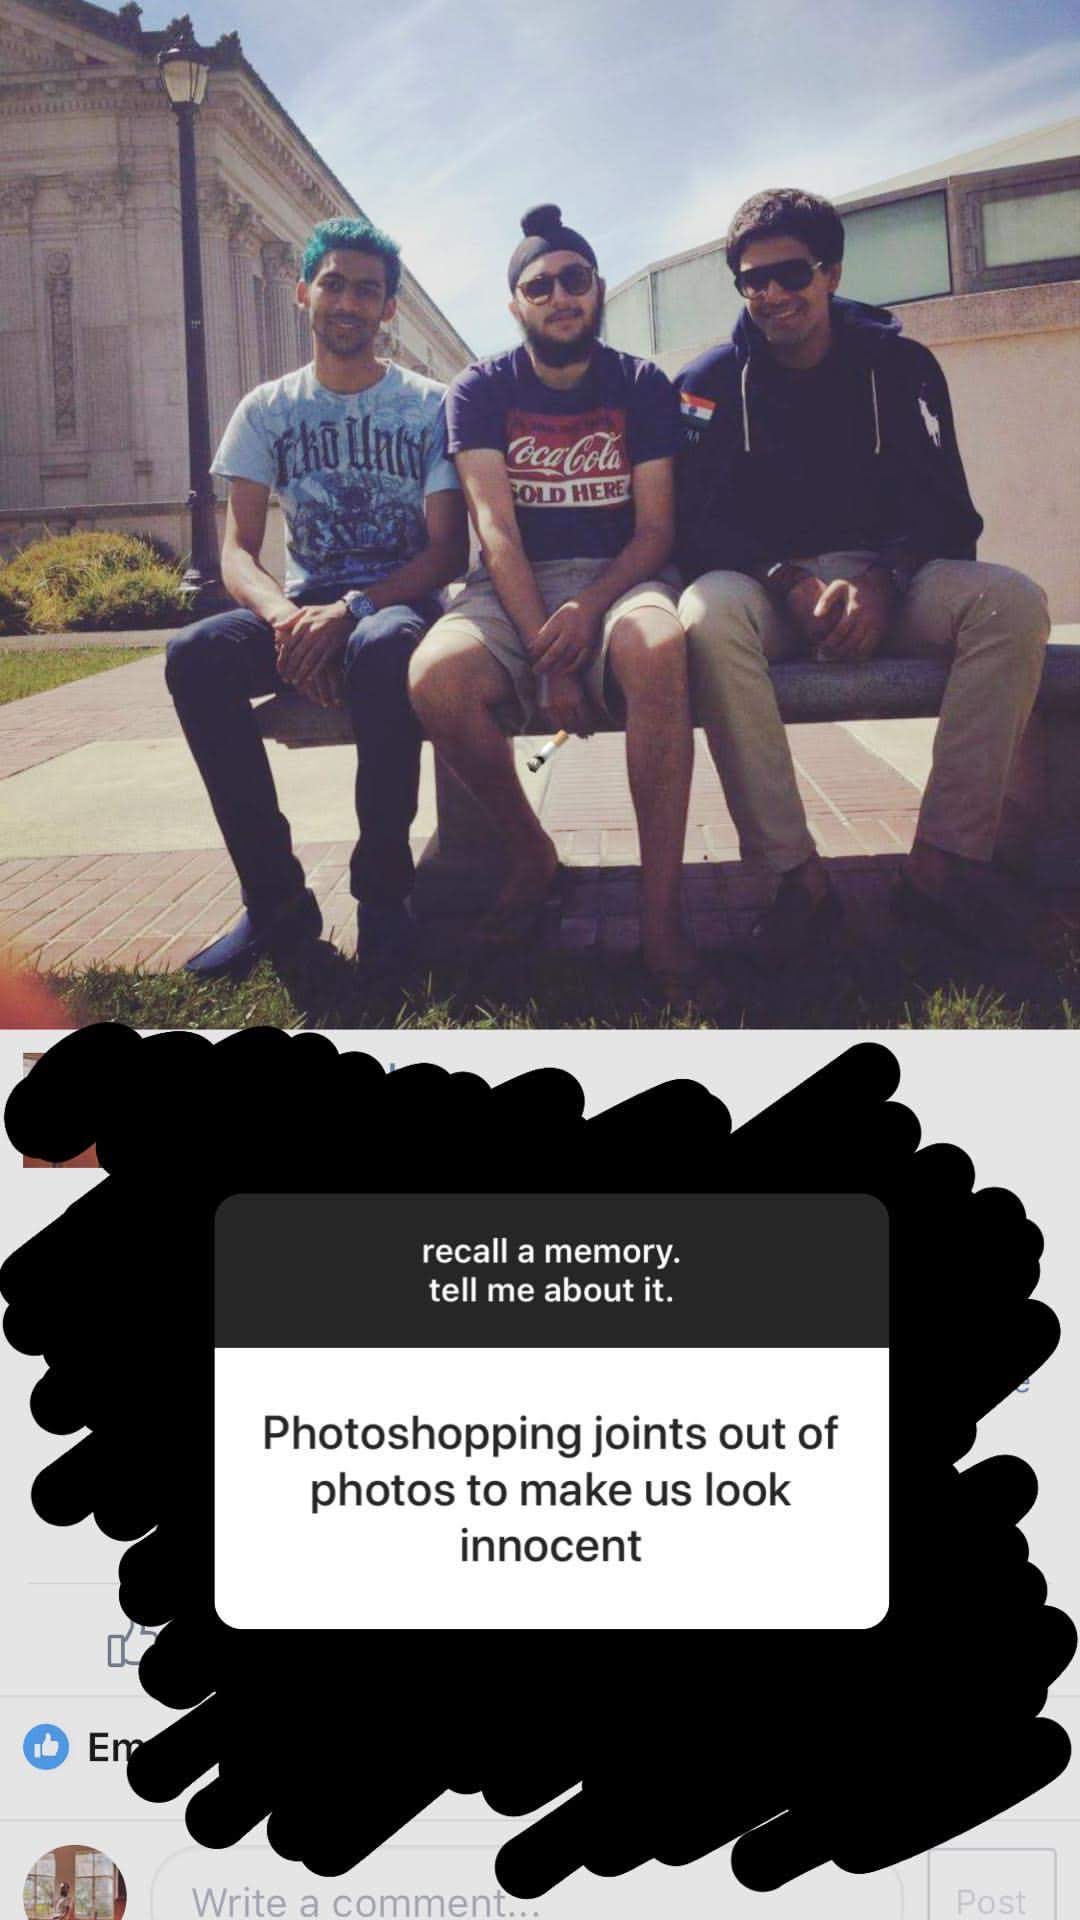 Ecko Unltd
Coca-Cola
SOLD HERE
recall a memory.
tell me about it.
Photoshopping joints out of
photos to make us look
innocent
Em
Write a comment...
Post